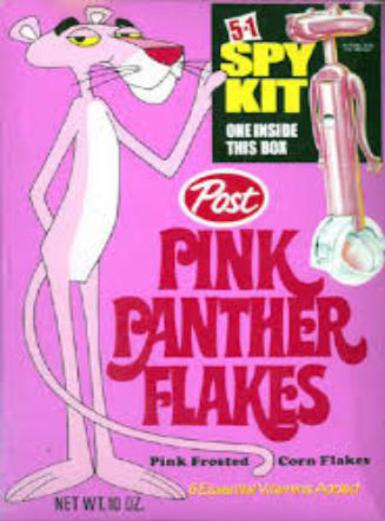 5-1
SPY
KIT
ONE INSIDE
THIS BOX
Post
PINK
PANTHER
FLAKES
Pink Frosted Corn Flakes
6 Essential Vitamins Added
NET WT. 10 OZ.